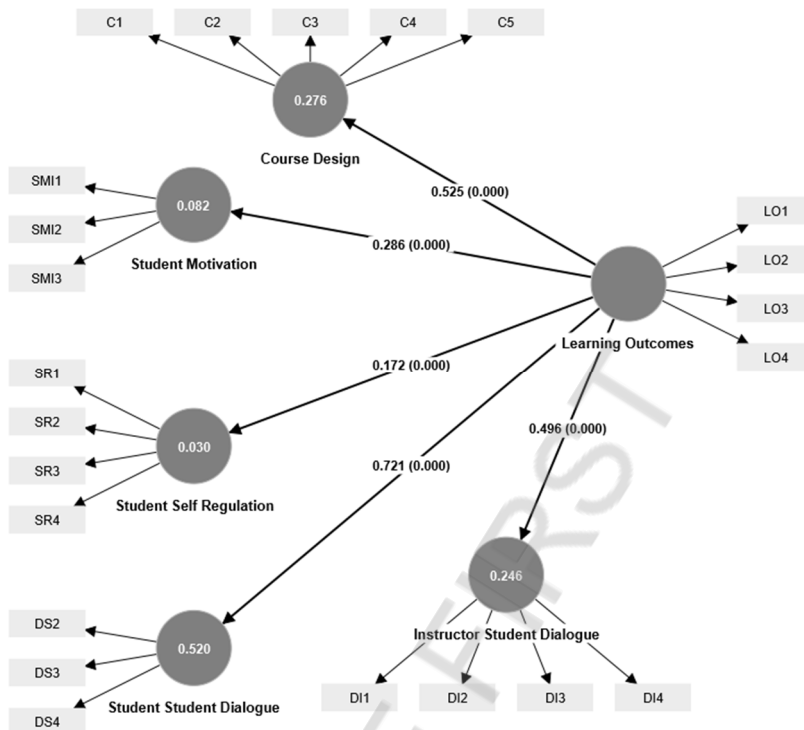 C1
C2
C3
C4
C5
0.276
Course Design
0.525 (0.000)
SMI1
SMI2
SMI3
0.082
Student Motivation
0.286 (0.000)
LO1
LO2
LO3
LO4
Learning Outcomes
SR1
SR2
SR3
SR4
0.030
Student Self Regulation
0.172 (0.000)
0.721 (0.000)
0.496 (0.000)
0.246
Instructor Student Dialogue
DI1
DI2
DI3
DI4
DS2
DS3
DS4
0.520
Student Student Dialogue
FIRST